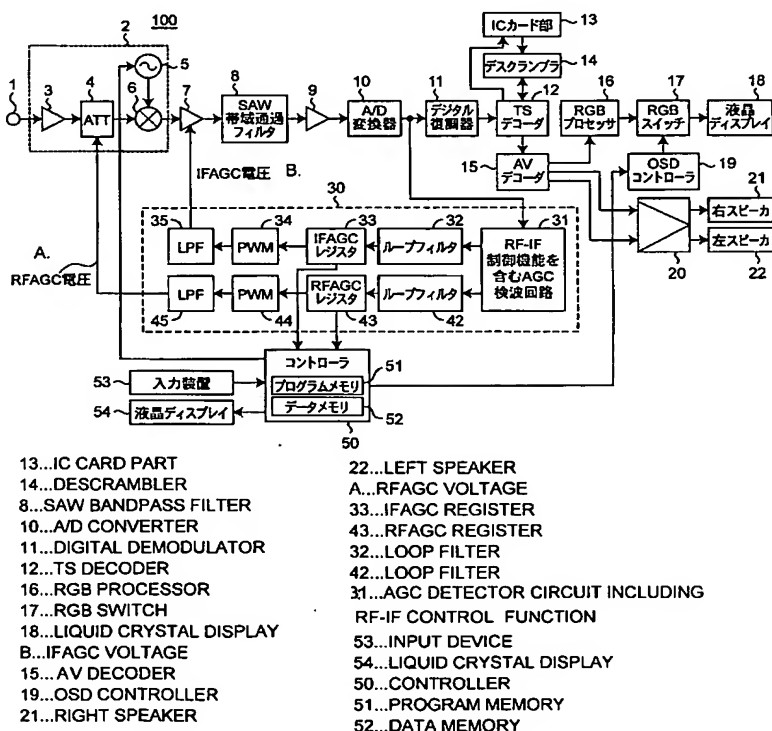 100
2
5
1
3
4
ATT
6
7
8
SAW
帯域通過
フィルタ
9
10
A/D
変換器
11
デジタル
復調器
ICカード部
13
デスクランブラ
14
12
TS
デコーダ
15
AV
デコーダ
16
RGB
プロセッサ
17
RGB
スイッチ
18
液晶
ディスプレイ
OSD
コントローラ
19
21
右スピーカ
左スピーカ
20
22
IFAGC電圧 B.
A.
RFAGC電圧
30
35
LPF
34
PWM
33
IFAGC
レジスタ
32
ループフィルタ
31
RF-IF
制御機能を
含むAGC
検波回路
LPF
45
PWM
44
RFAGC
レジスタ
43
ループフィルタ
42
コントローラ
51
プログラムメモリ
データメモリ
52
50
53
入力装置
54
液晶ディスプレイ
13...IC CARD PART
14...DESCRAMBLER
8...SAW BANDPASS FILTER
10...A/D CONVERTER
11...DIGITAL DEMODULATOR
12...TS DECODER
16...RGB PROCESSOR
17...RGB SWITCH
18...LIQUID CRYSTAL DISPLAY
B...IFAGC VOLTAGE
15...AV DECODER
19...OSD CONTROLLER
21...RIGHT SPEAKER
22...LEFT SPEAKER
A...RFAGC VOLTAGE
33...IFAGC REGISTER
43...RFAGC REGISTER
32...LOOP FILTER
42...LOOP FILTER
31...AGC DETECTOR CIRCUIT INCLUDING
RF-IF CONTROL FUNCTION
53...INPUT DEVICE
54...LIQUID CRYSTAL DISPLAY
50...CONTROLLER
51...PROGRAM MEMORY
52...DATA MEMORY